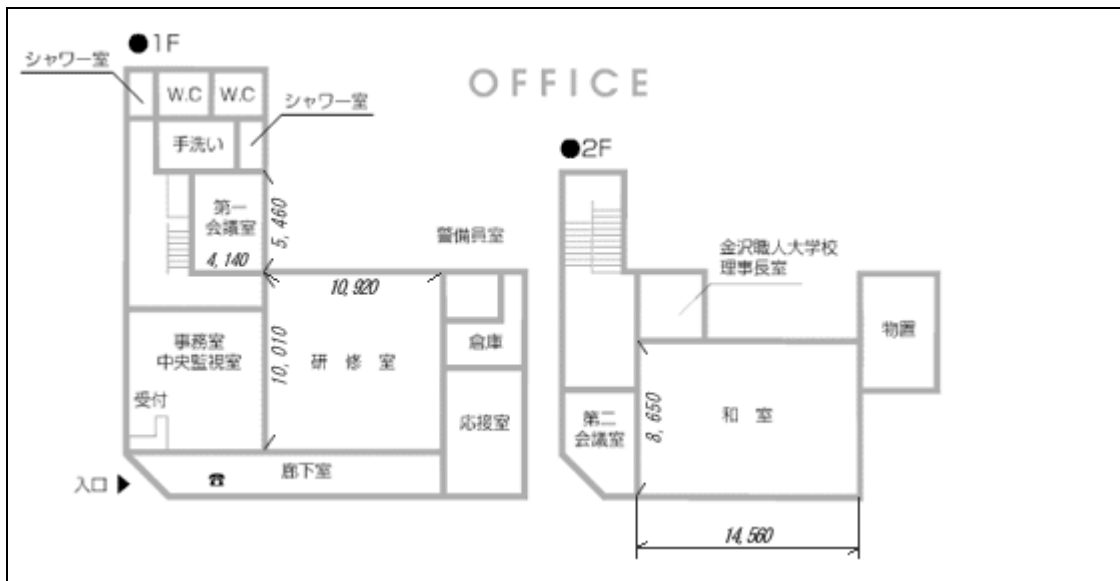 ●1F
シャワー室
W.C
W.C
シャワー室
手洗い
第一
会議室
4,140
5,460
警備員室
10,920
10,010
事務室
中央監視室
研修室
倉庫
受付
応接室
廊下室
入口
OFFICE
●2F
金沢職人大学校
理事長室
物置
第二
会議室
8,650
和室
14,560